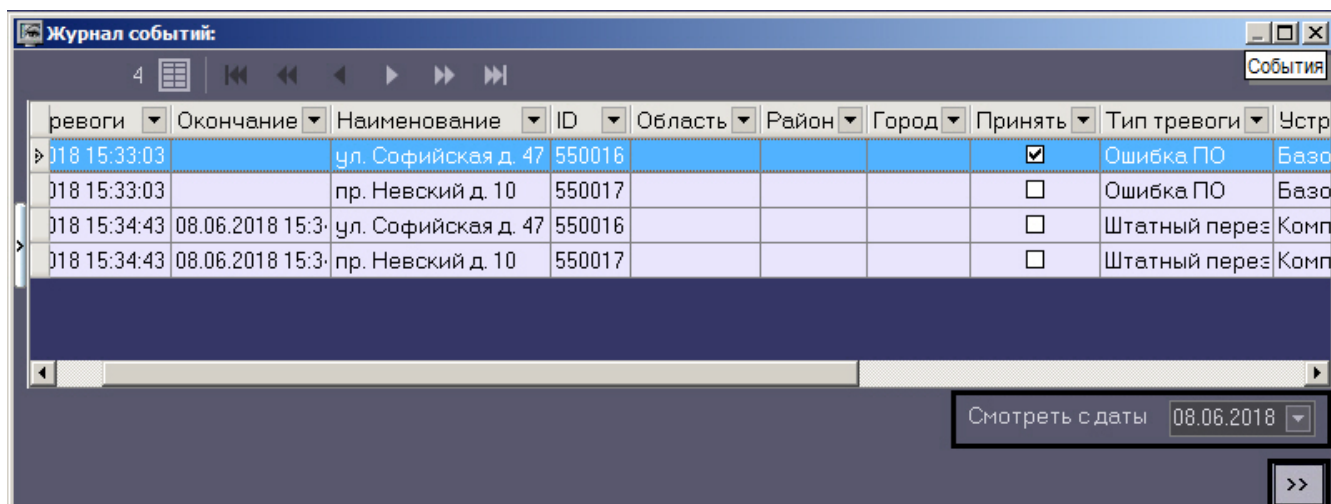 Журнал событий:
События
4
ревоги Окончание Наименование ID Область Район Город Принять Тип тревоги Устр
018 15:33:03 ул. Софийская д. 47 550016 Ошибка ПО Базо
018 15:33:03 пр. Невский д. 10 550017 Ошибка ПО Базо
018 15:34:43 08.06.2018 15:3 ул. Софийская д. 47 550016 Штатный перез Комп
018 15:34:43 08.06.2018 15:3 пр. Невский д. 10 550017 Штатный перез Комп
Смотреть с даты 08.06.2018
>>